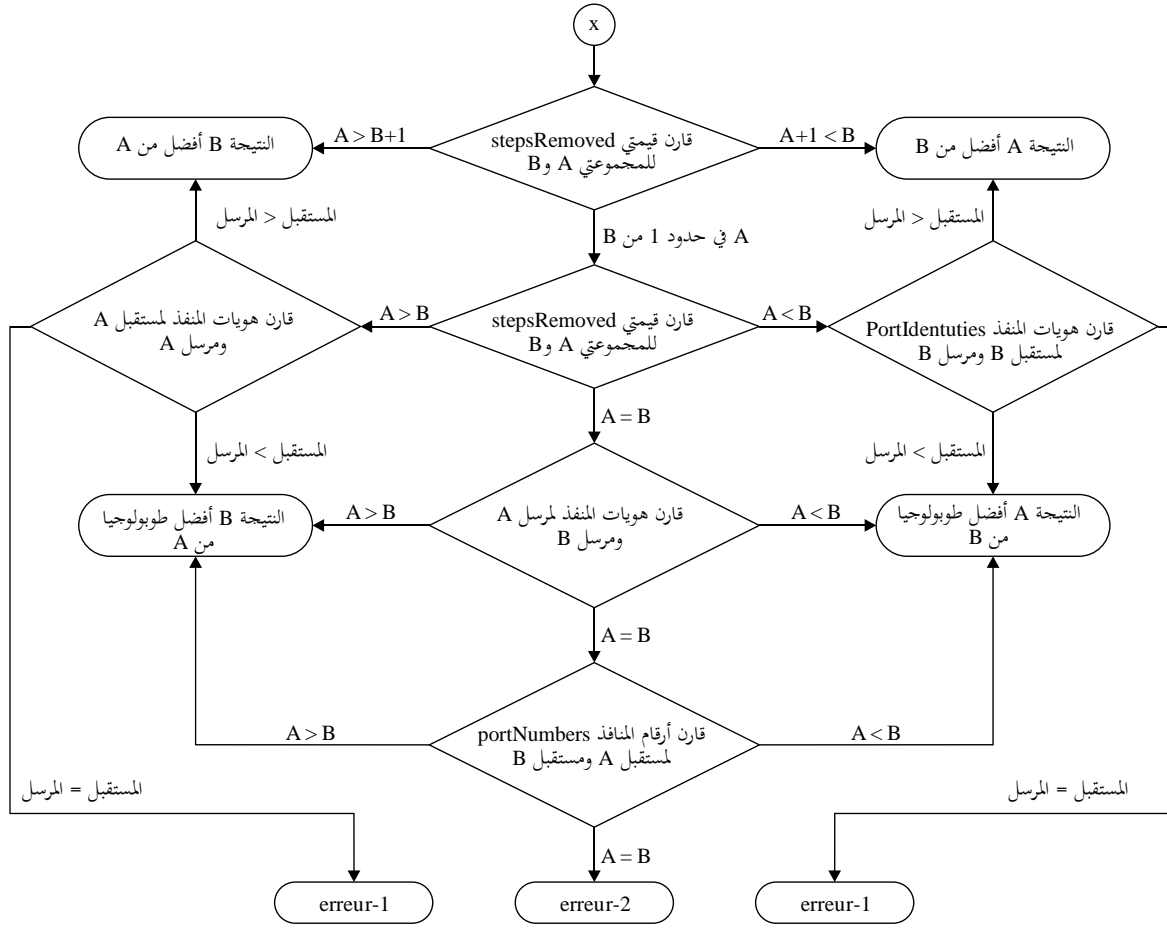 x
النتيجة B أفضل من A
A > B+1
قارن قيمتي stepsRemoved
للمجموعتي A وB
A+1 < B
النتيجة A أفضل من B
المستقبل < المرسل
A في حدود 1 من B
المستقبل < المرسل
قارن هويات المنفذ لمستقبل A
ومرسل A
A > B
قارن قيمتي stepsRemoved
للمجموعتي A وB
A < B
قارن هويات المنفذ PortIdentuties
لمستقبل B ومرسل B
A = B
المستقبل > المرسل
المستقبل > المرسل
النتيجة B أفضل طوبولوجيا
من A
A > B
قارن هويات المنفذ لمرسل A
ومرسل B
A < B
النتيجة A أفضل طوبولوجيا
من B
A = B
A > B
قارن أرقام المنافذ portNumbers
لمستقبل A ومستقبل B
A < B
المستقبل = المرسل
المستقبل = المرسل
A = B
erreur-1
erreur-2
erreur-1